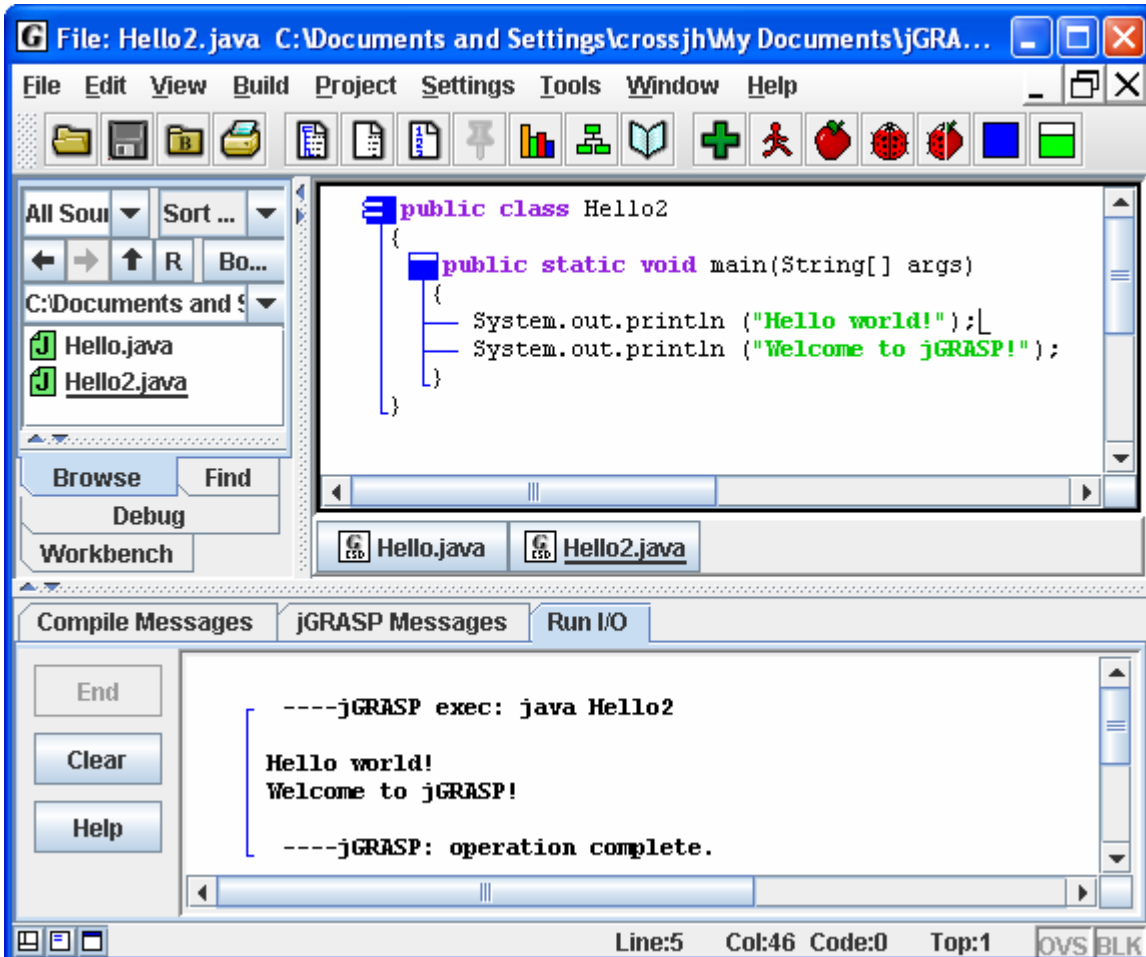 File: Hello2.java C:\Documents and Settings\crossjh\My Documents\jGRA...
File Edit View Build Project Settings Tools Window Help
All Sour Sort ...
R Bo...
C:\Documents and S
Hello.java
Hello2.java
Browse Find
Debug
Workbench
public class Hello2
{
public static void main(String[] args)
{
System.out.println ("Hello world!");
System.out.println ("Welcome to jGRASP!");
}
}
Hello.java Hello2.java
Compile Messages jGRASP Messages Run I/O
End
Clear
Help
----jGRASP exec: java Hello2
Hello world!
Welcome to jGRASP!
----jGRASP: operation complete.
Line:5 Col:46 Code:0 Top:1 OVS BLK